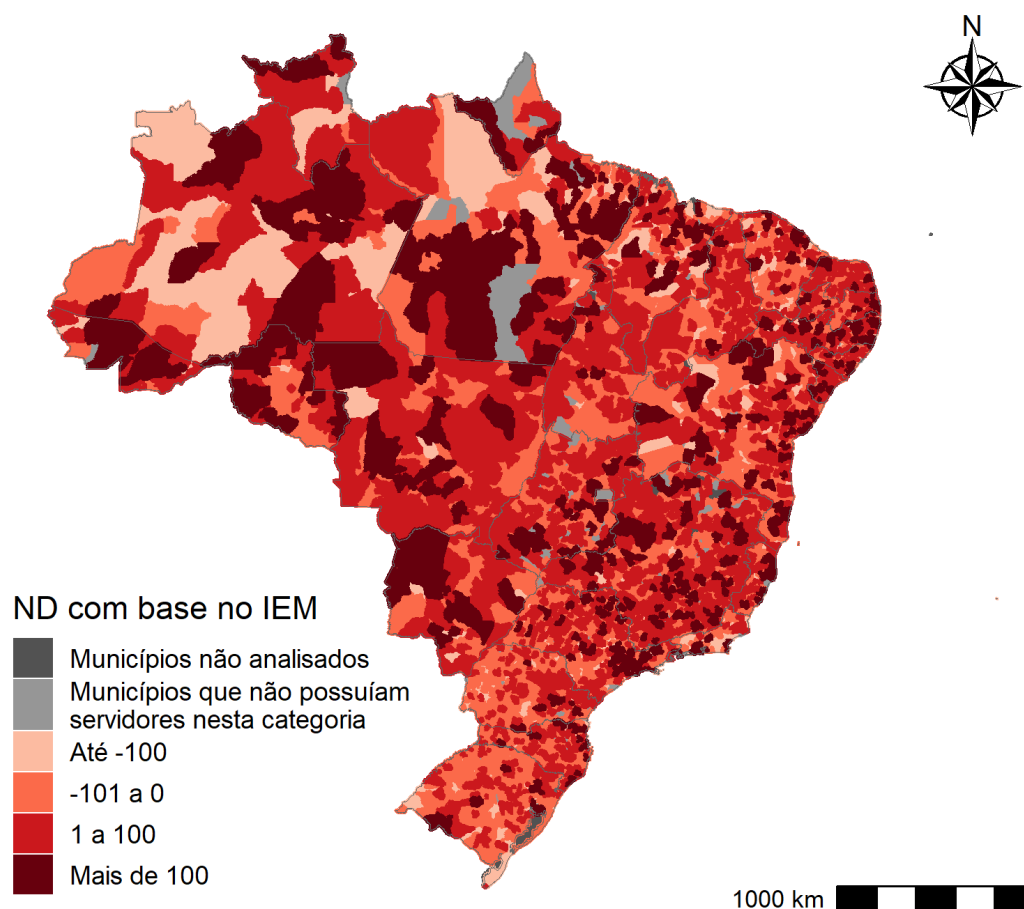 N
ND com base no IEM
Municípios não analisados
Municípios que não possuíam
servidores nesta categoria
Até -100
-101 a 0
1 a 100
Mais de 100
1000 km